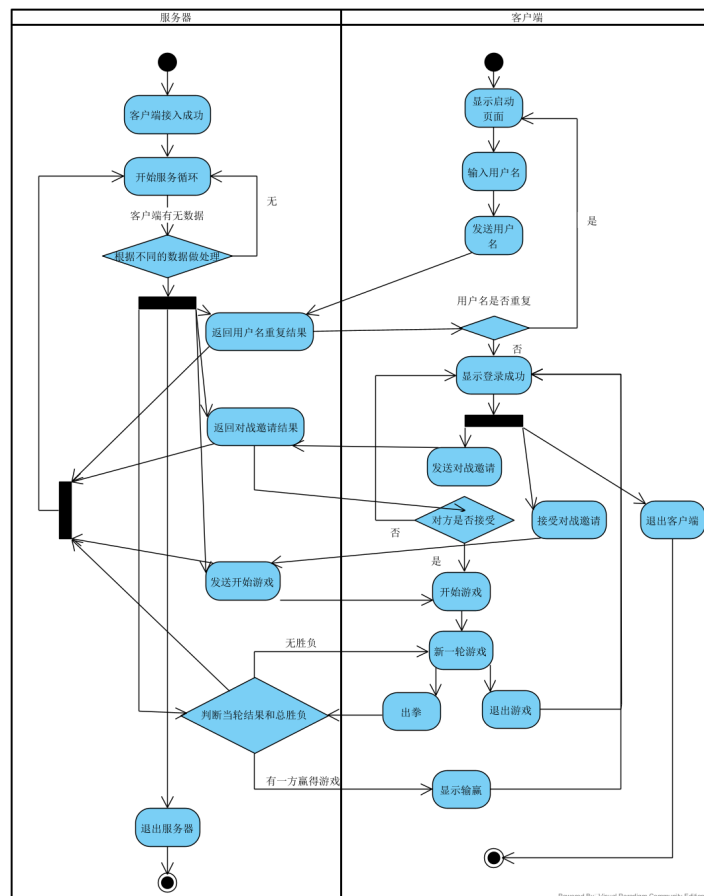 服务器
客户端
客户端接入成功
显示启动
页面
开始服务循环
输入用户名
无
客户端有无数据
发送用户
名
是
根据不同的数据做处理
用户名是否重复
返回用户名重复结果
否
显示登录成功
返回对战邀请结果
发送对战邀请
对方是否接受
接受对战邀请
退出客户端
否
是
发送开始游戏
开始游戏
无胜负
新一轮游戏
判断当轮结果和总胜负
出拳
退出游戏
有一方赢得游戏
显示输赢
退出服务器
Powered By Visual Paradigm Community Edition